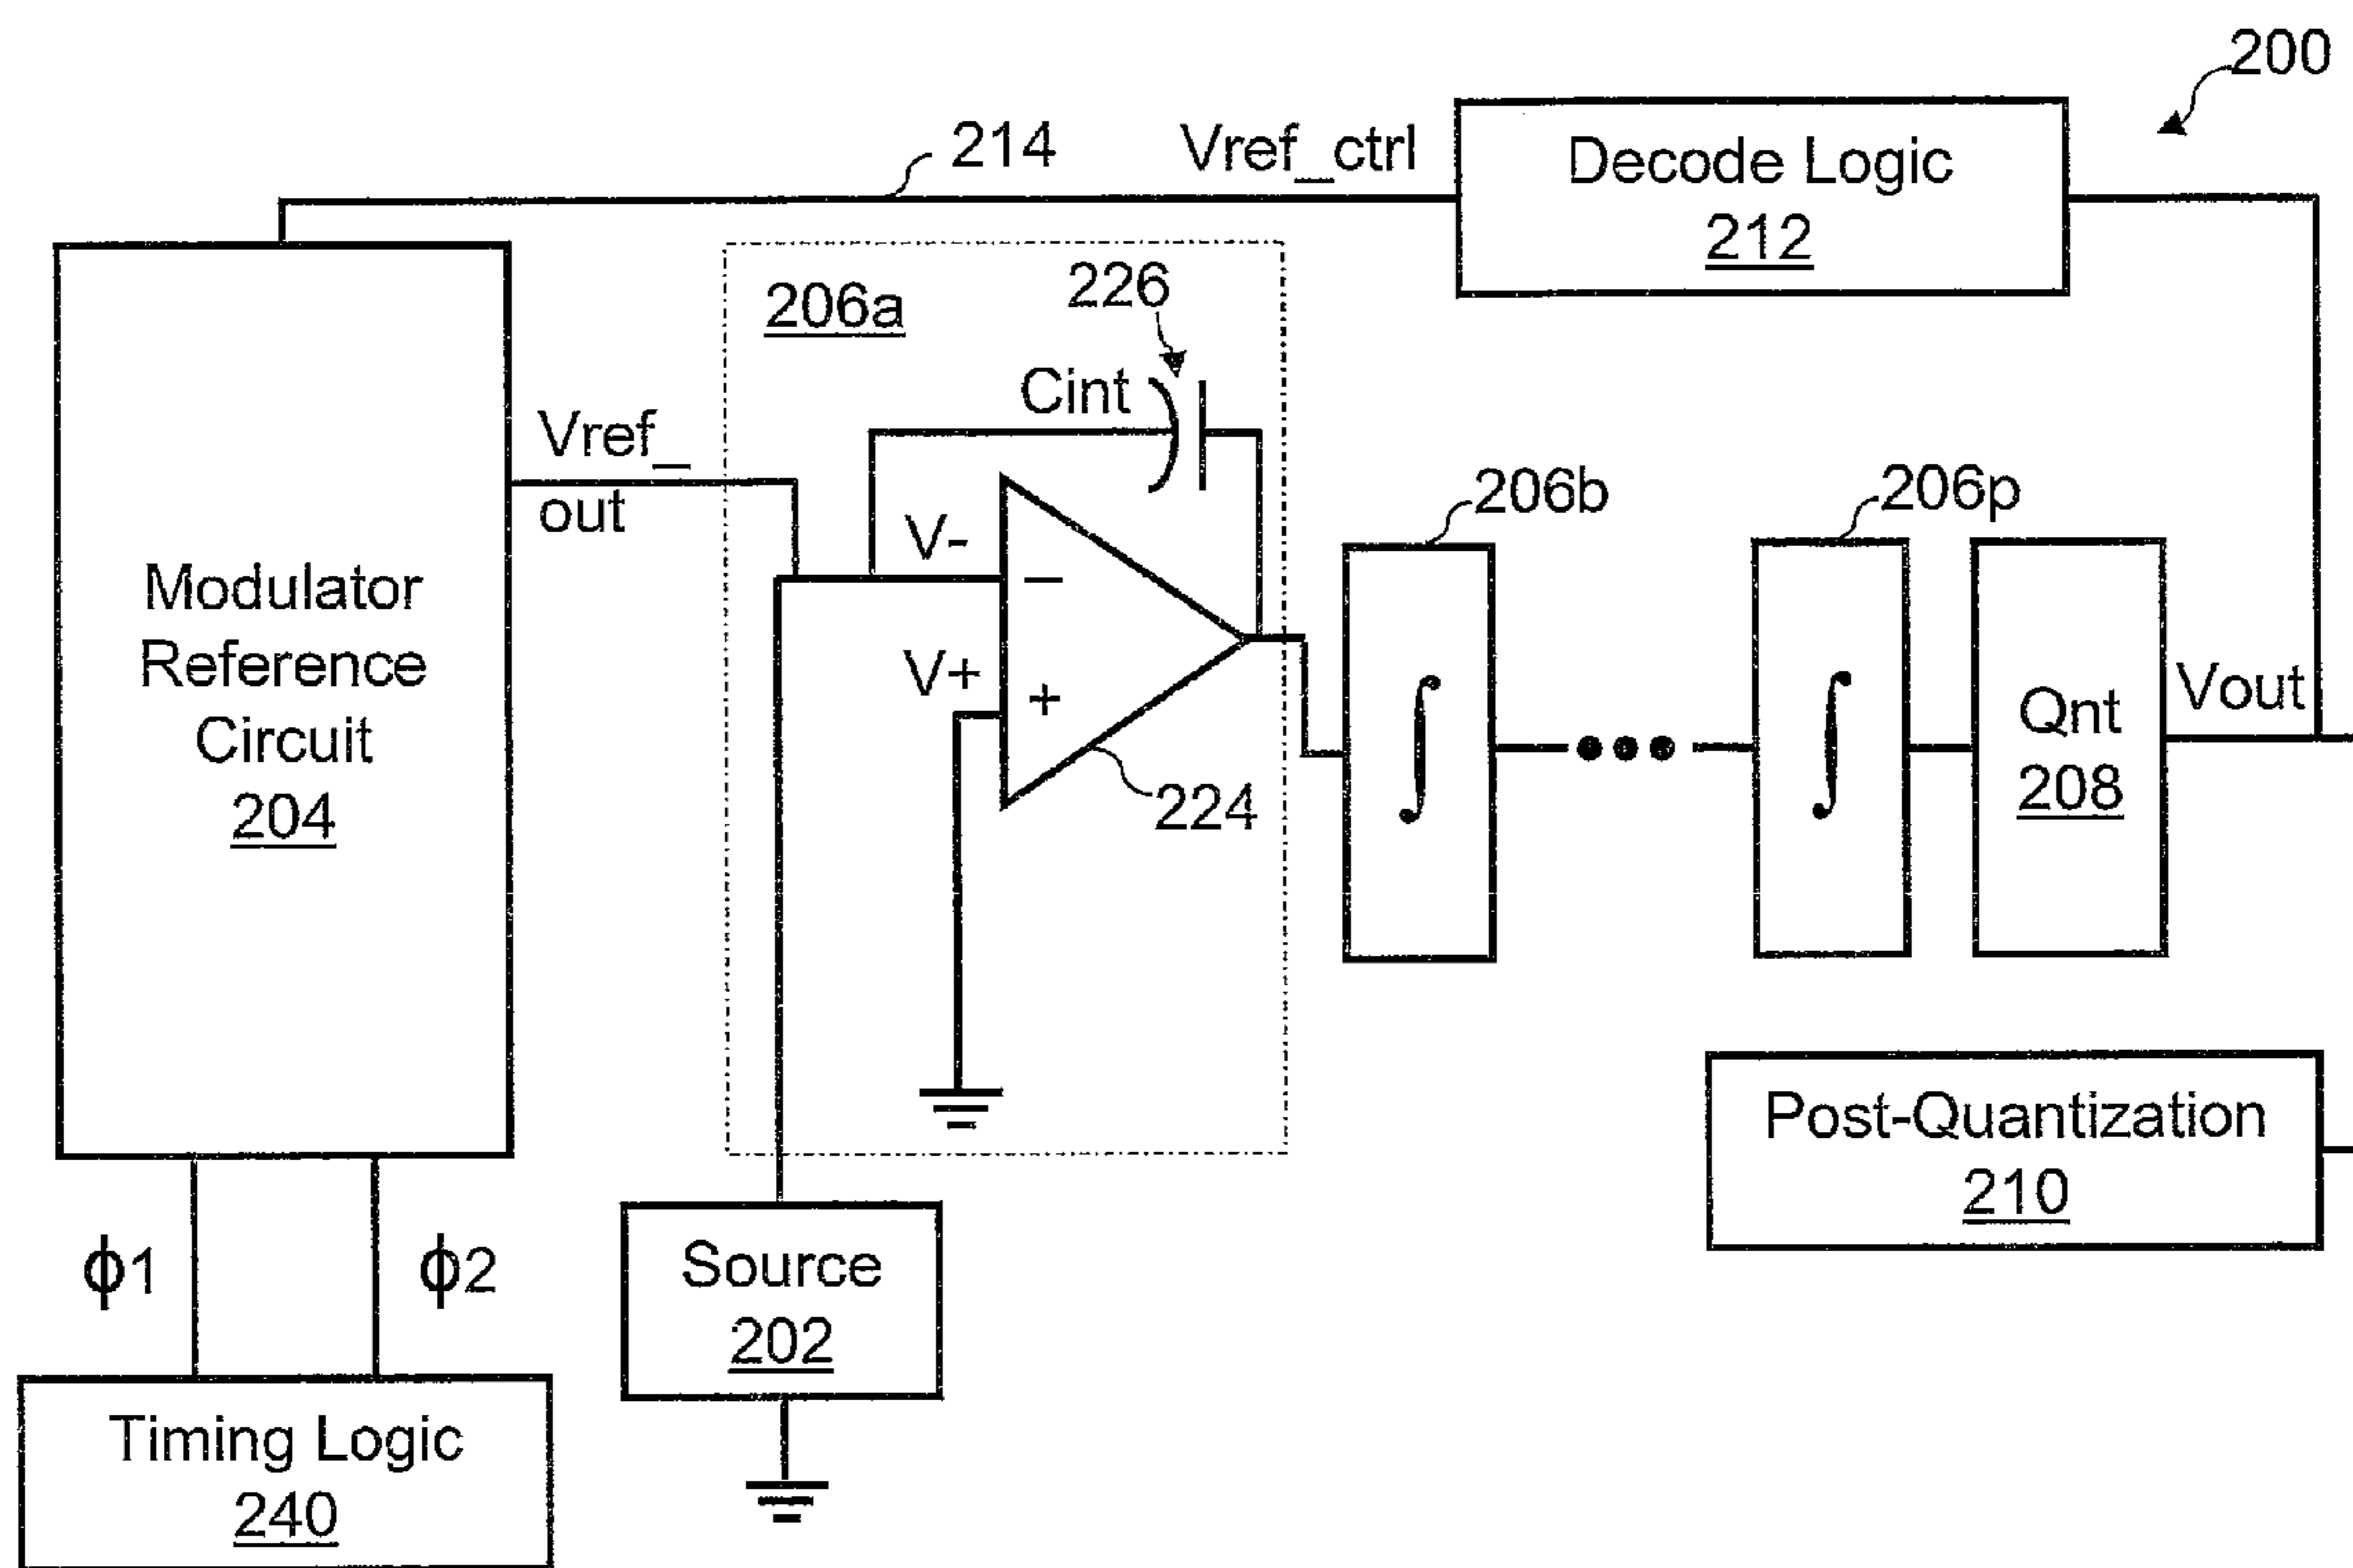 200
214
Vref_ctrl
Decode Logic
212
206a
226
Cint
Vref_
out
V-
−
V+
+
224
206b
206p
∫
∫
Qnt
208
Vout
Modulator
Reference
Circuit
204
Post-Quantization
210
ϕ1
ϕ2
Source
202
Timing Logic
240